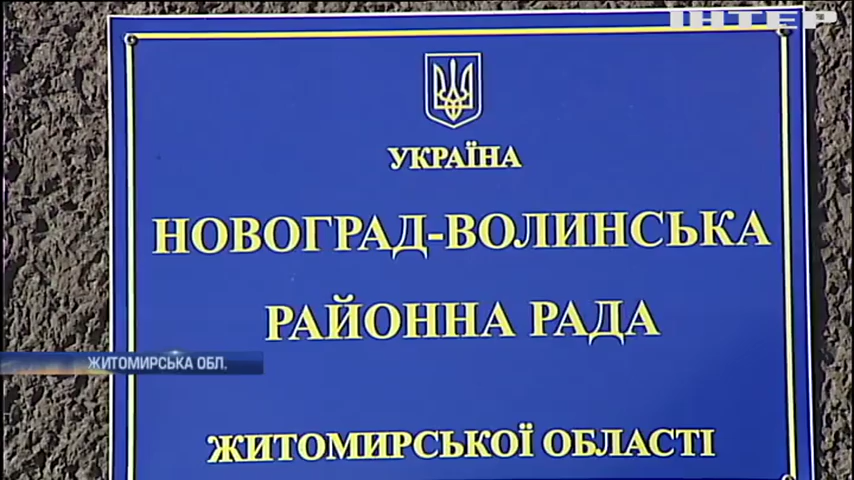 ІНТЕР
УКРАЇНА
НОВОГРАД-ВОЛИНСЬКА
РАЙОННА РАДА
ЖИТОМИРСЬКА ОБЛ.
ЖИТОМИРСЬКОЇ ОБЛАСТІ